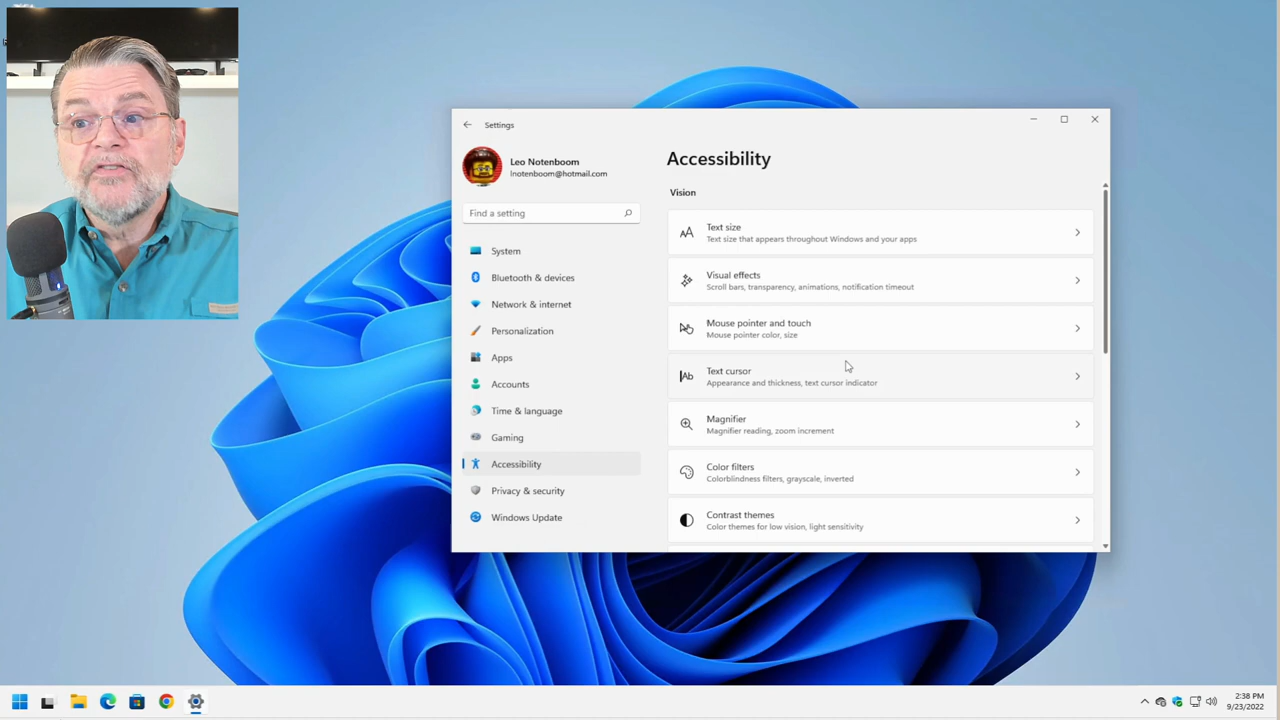 Settings
Leo Notenboom
lnotenboom@hotmail.com
Find a setting
System
Bluetooth & devices
Network & internet
Personalization
Apps
Accounts
Time & language
Gaming
Accessibility
Privacy & security
Windows Update
Accessibility
Vision
Text size
Text size that appears throughout Windows and your apps
Visual effects
Scroll bars, transparency, animations, notification timeout
Mouse pointer and touch
Mouse pointer color, size
Text cursor
Appearance and thickness, text cursor indicator
Magnifier
Magnifier reading, zoom increment
Color filters
Colorblindness filters, grayscale, inverted
Contrast themes
Color themes for low vision, light sensitivity
2:38 PM
9/23/2022